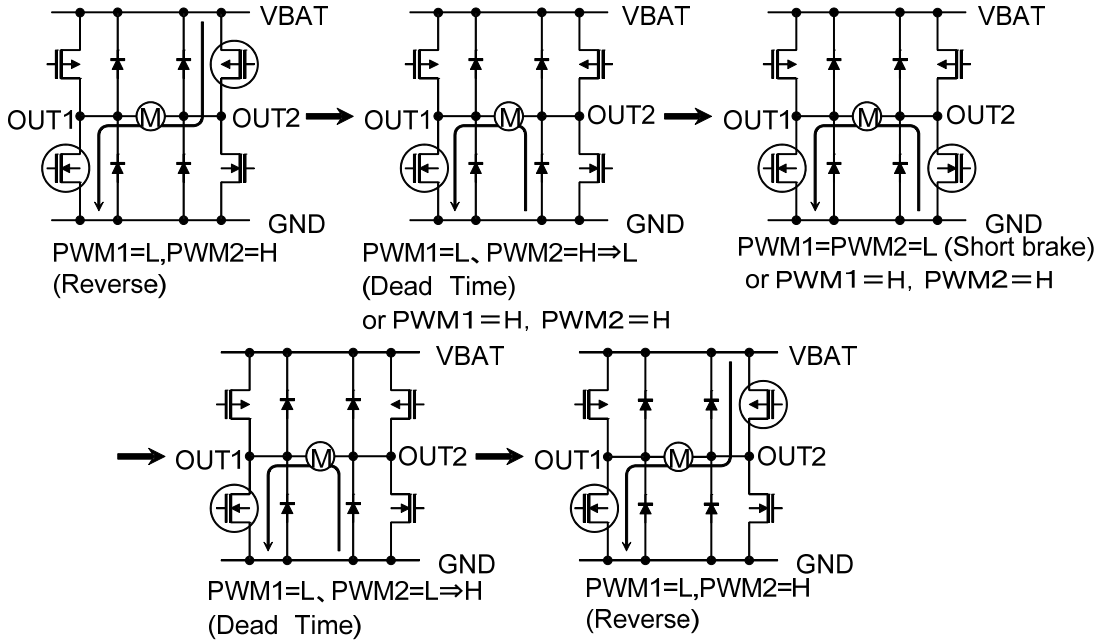 VBAT
OUT1
M
OUT2
GND
PWM1=L,PWM2=H
(Reverse)
VBAT
OUT1
M
OUT2
GND
PWM1=L、PWM2=H⇒L
(Dead Time)
or PWM1=H, PWM2=H
VBAT
OUT1
M
OUT2
GND
PWM1=PWM2=L (Short brake)
or PWM1=H, PWM2=H
VBAT
OUT1
M
OUT2
GND
PWM1=L、PWM2=L⇒H
(Dead Time)
VBAT
OUT1
M
OUT2
GND
PWM1=L,PWM2=H
(Reverse)